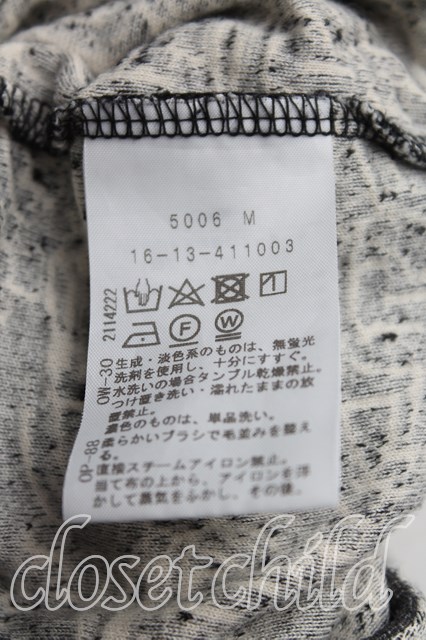 5006 M
16-13-411003
2114222
OW-30
生成・淡色系のものは、無蛍光
洗剤を使用し、十分にすすぐ。
水洗いの場合タンブル乾燥禁止。
つけ置き洗い・濡れたままの放
置禁止。
OP-88
濃色のものは、単品洗い。
柔らかいブラシで毛並みを整え
る。
直接スチームアイロン禁止。
当て布の上から、アイロンを浮
かして蒸気をふかし、その後、
closetchild